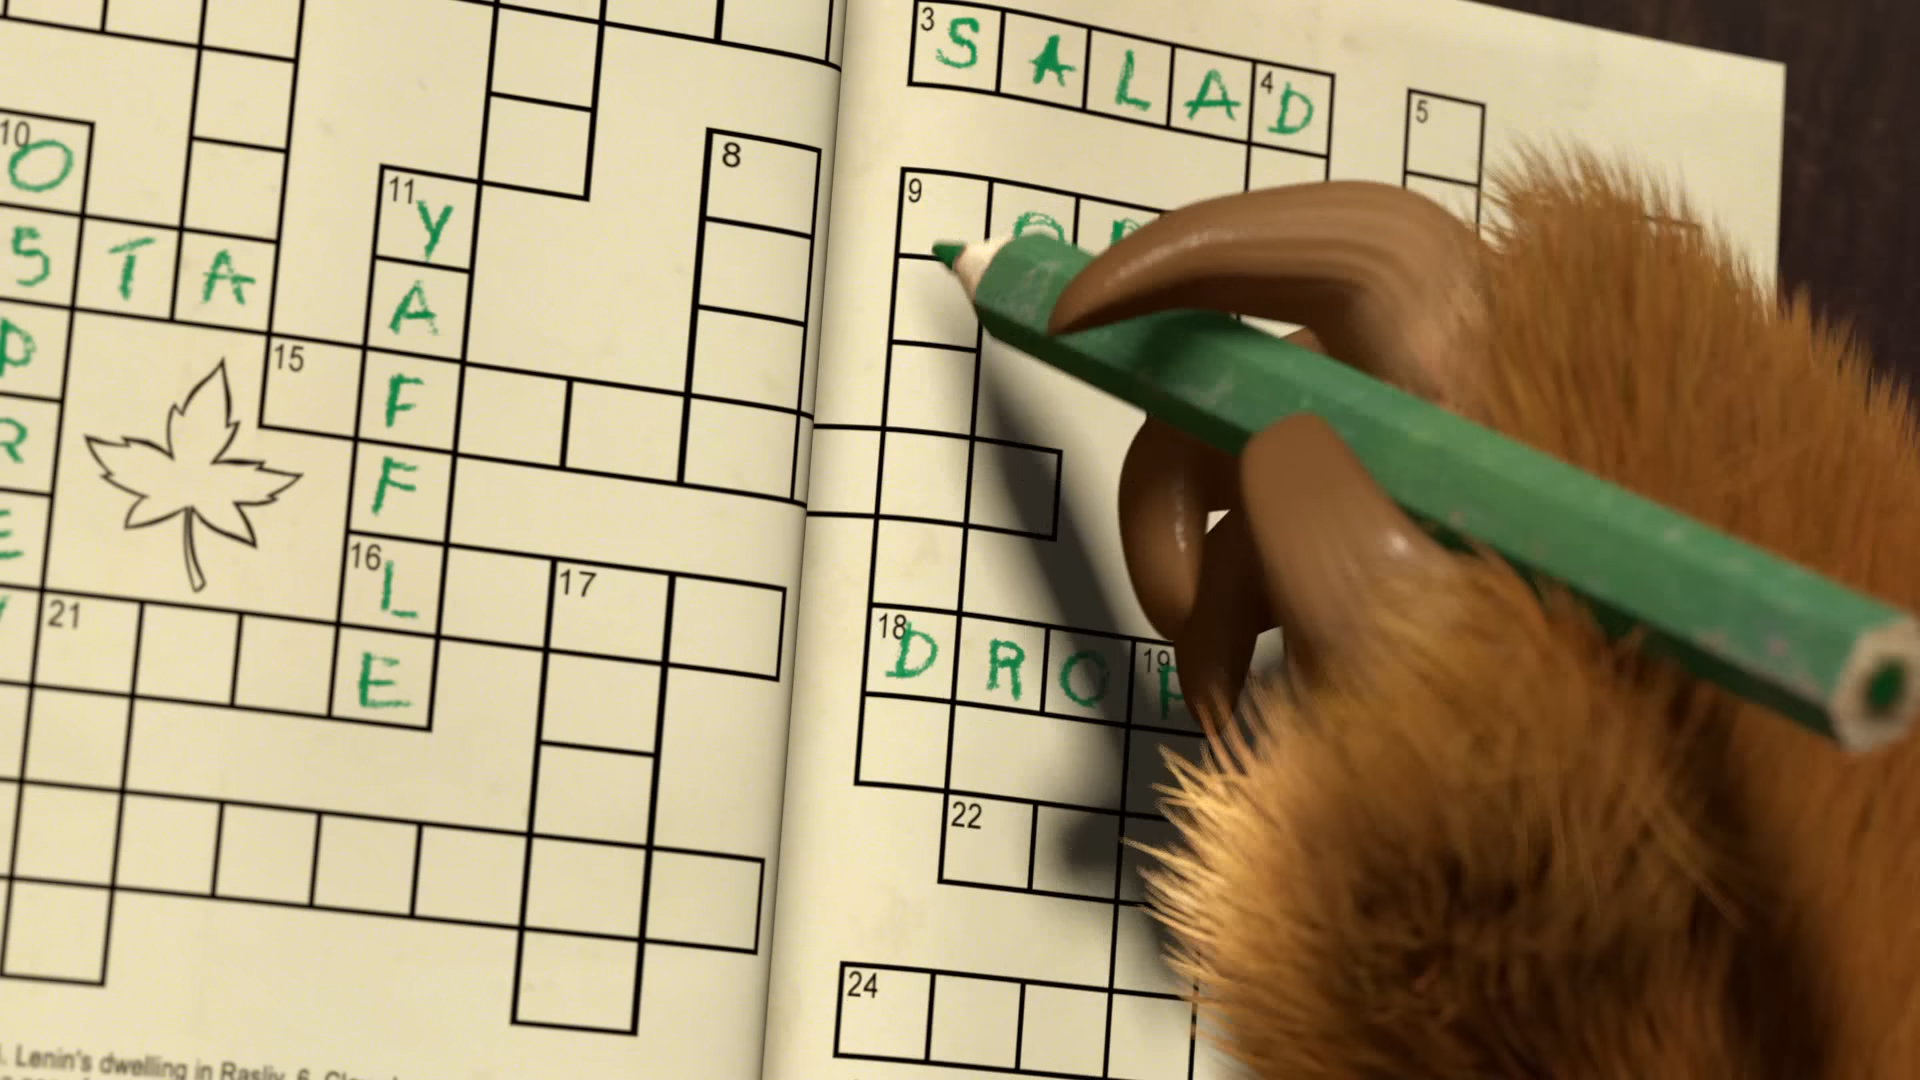 3 SALAD
4
5
8
9
10 O
11 YAFFLE
STA
P
R
E
15
16
17
18 DROP
19
21
22
24
Lenin's dwelling in Rasliv. 6.